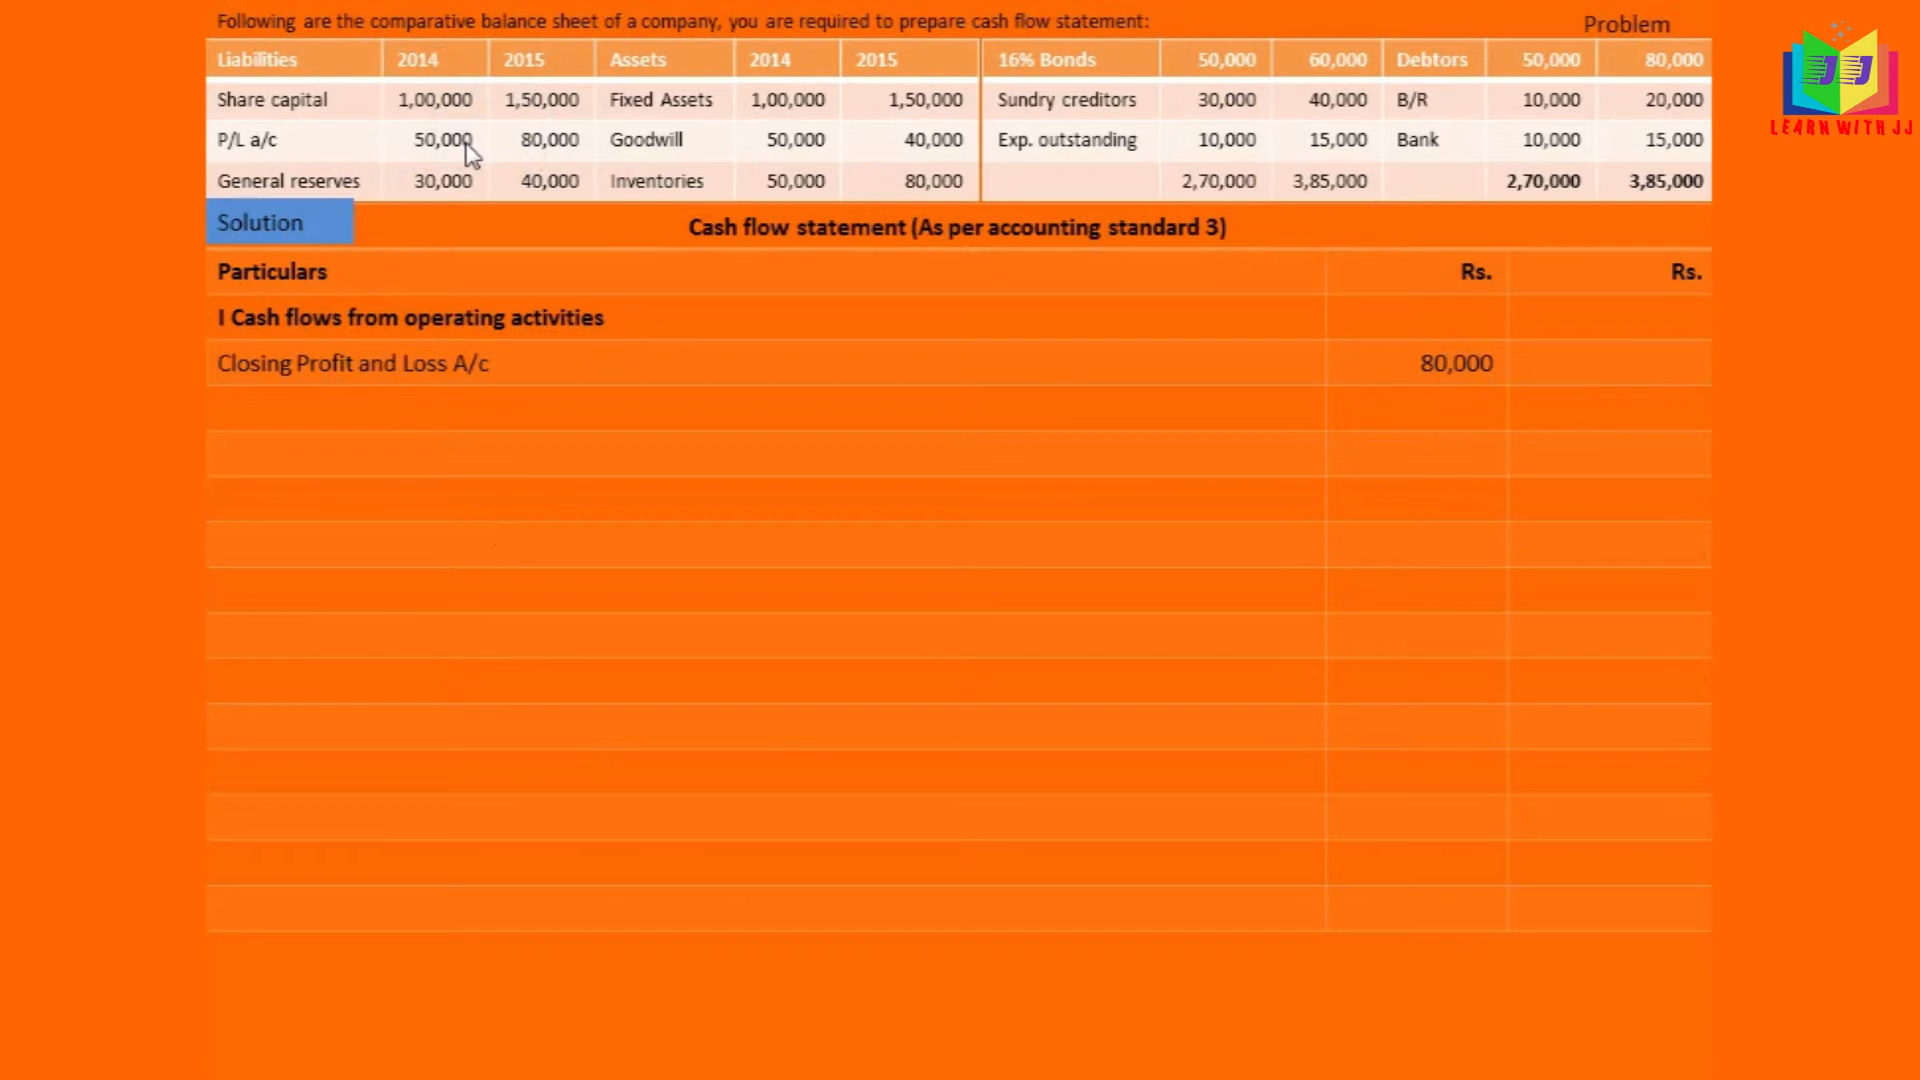 Following are the comparative balance sheet of a company, you are required to prepare cash flow statement:
Problem
Liabilities 2014 2015 Assets 2014 2015 16% Bonds 50,000 60,000 Debtors 50,000 80,000
Share capital 1,00,000 1,50,000 Fixed Assets 1,00,000 1,50,000 Sundry creditors 30,000 40,000 B/R 10,000 20,000
P/L a/c 50,000 80,000 Goodwill 50,000 40,000 Exp. outstanding 10,000 15,000 Bank 10,000 15,000
General reserves 30,000 40,000 Inventories 50,000 80,000 2,70,000 3,85,000 2,70,000 3,85,000
Solution
Cash flow statement (As per accounting standard 3)
Particulars Rs. Rs.
I Cash flows from operating activities
Closing Profit and Loss A/c 80,000
JJ
LEARN WITH JJ